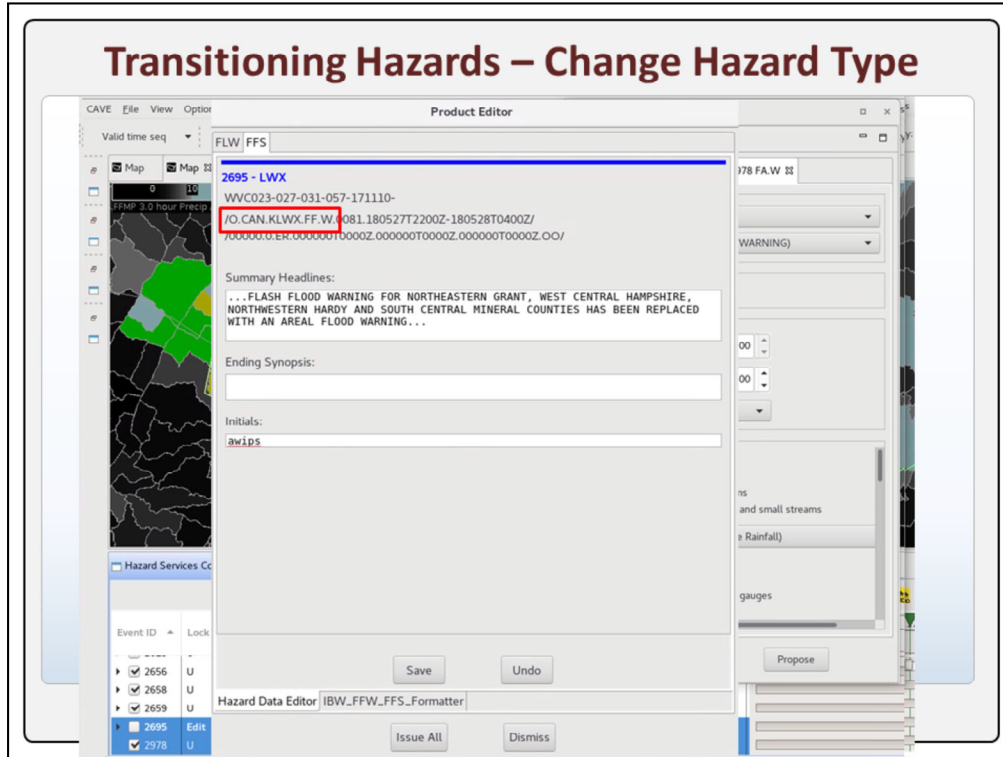 Transitioning Hazards – Change Hazard Type
CAVE File View
Product Editor
Valid time seq
FLW FFS
Map Map
978 FA.W
0 10
FFMP 3.0 hour Precip
2695 - LWX
WVC023-027-031-057-171110-
/O.CAN.KLWX.FF.W.0081.180527T2200Z-180528T0400Z/
/00000.0.ER.000000T0000Z.000000T0000Z.000000T0000Z.OO/
WARNING)
Summary Headlines:
...FLASH FLOOD WARNING FOR NORTHEASTERN GRANT, WEST CENTRAL HAMPSHIRE,
NORTHWESTERN HARDY AND SOUTH CENTRAL MINERAL COUNTIES HAS BEEN REPLACED
WITH AN AREAL FLOOD WARNING...
00
Ending Synopsis:
00
Initials:
awips
ns
and small streams
e Rainfall)
Hazard Services Co
gauges
Event ID Lock
Save Undo
Propose
2656 U
2658 U
2659 U
Hazard Data Editor IBW_FFW_FFS_Formatter
2695 Edit
2978 U
Issue All Dismiss